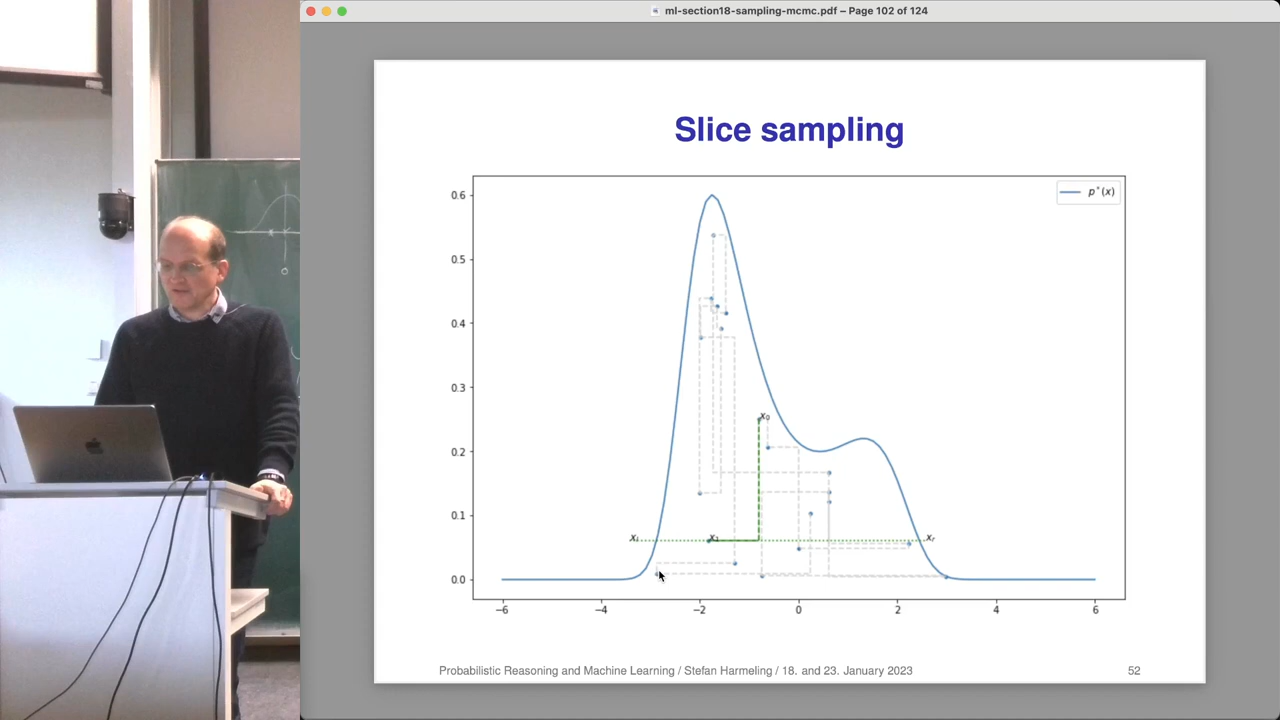 ml-section18-sampling-mcmc.pdf – Page 102 of 124
Slice sampling
p*(x)
0.6
0.5
0.4
0.3
0.2
0.1
0.0
x₀
xᵣ
−6
−4
−2
0
2
4
6
Probabilistic Reasoning and Machine Learning / Stefan Harmeling / 18. and 23. January 2023
52